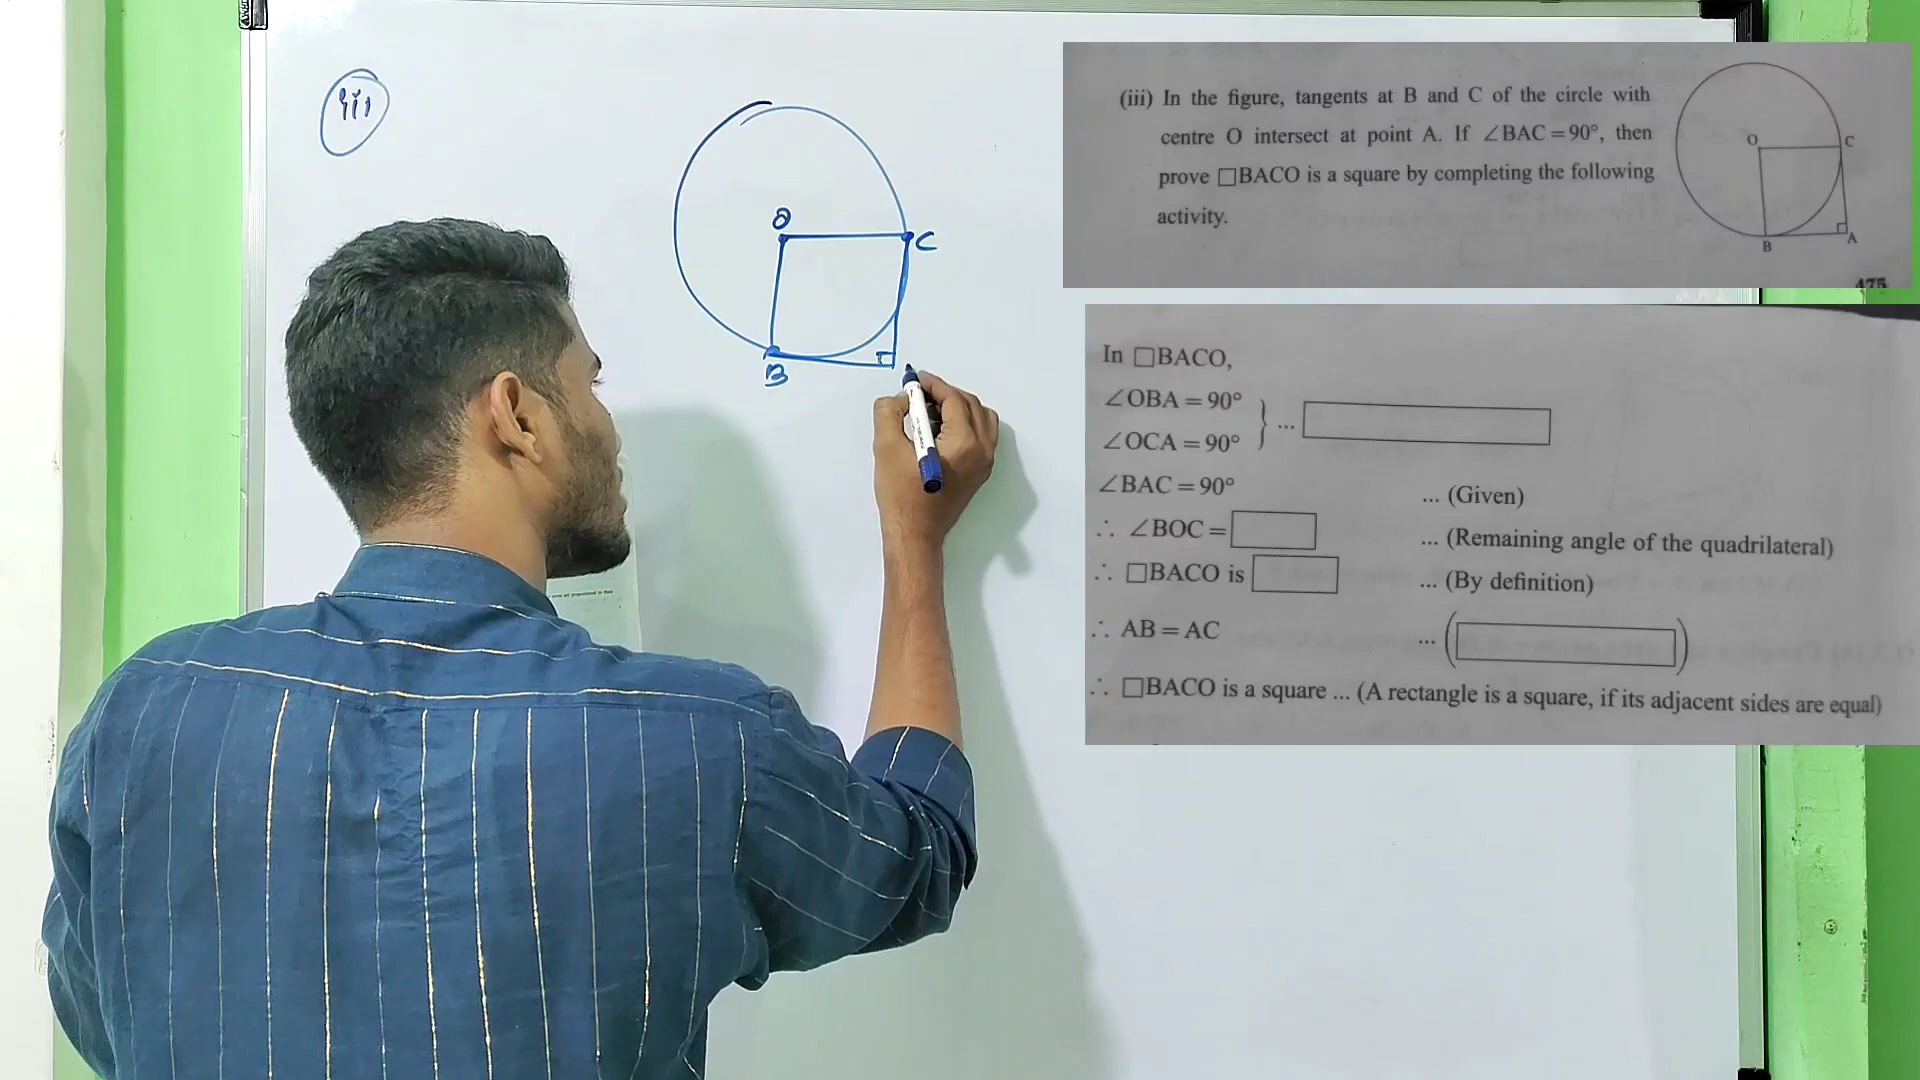 iii
O
C
B
(iii) In the figure, tangents at B and C of the circle with
centre O intersect at point A. If ∠BAC = 90°, then
prove □BACO is a square by completing the following
activity.
O
C
B
A
475
In □BACO,
∠OBA = 90°
∠OCA = 90°
} ...
∠BAC = 90° ... (Given)
∴ ∠BOC = ... (Remaining angle of the quadrilateral)
∴ □BACO is ... (By definition)
∴ AB = AC ... ( )
∴ □BACO is a square ... (A rectangle is a square, if its adjacent sides are equal)